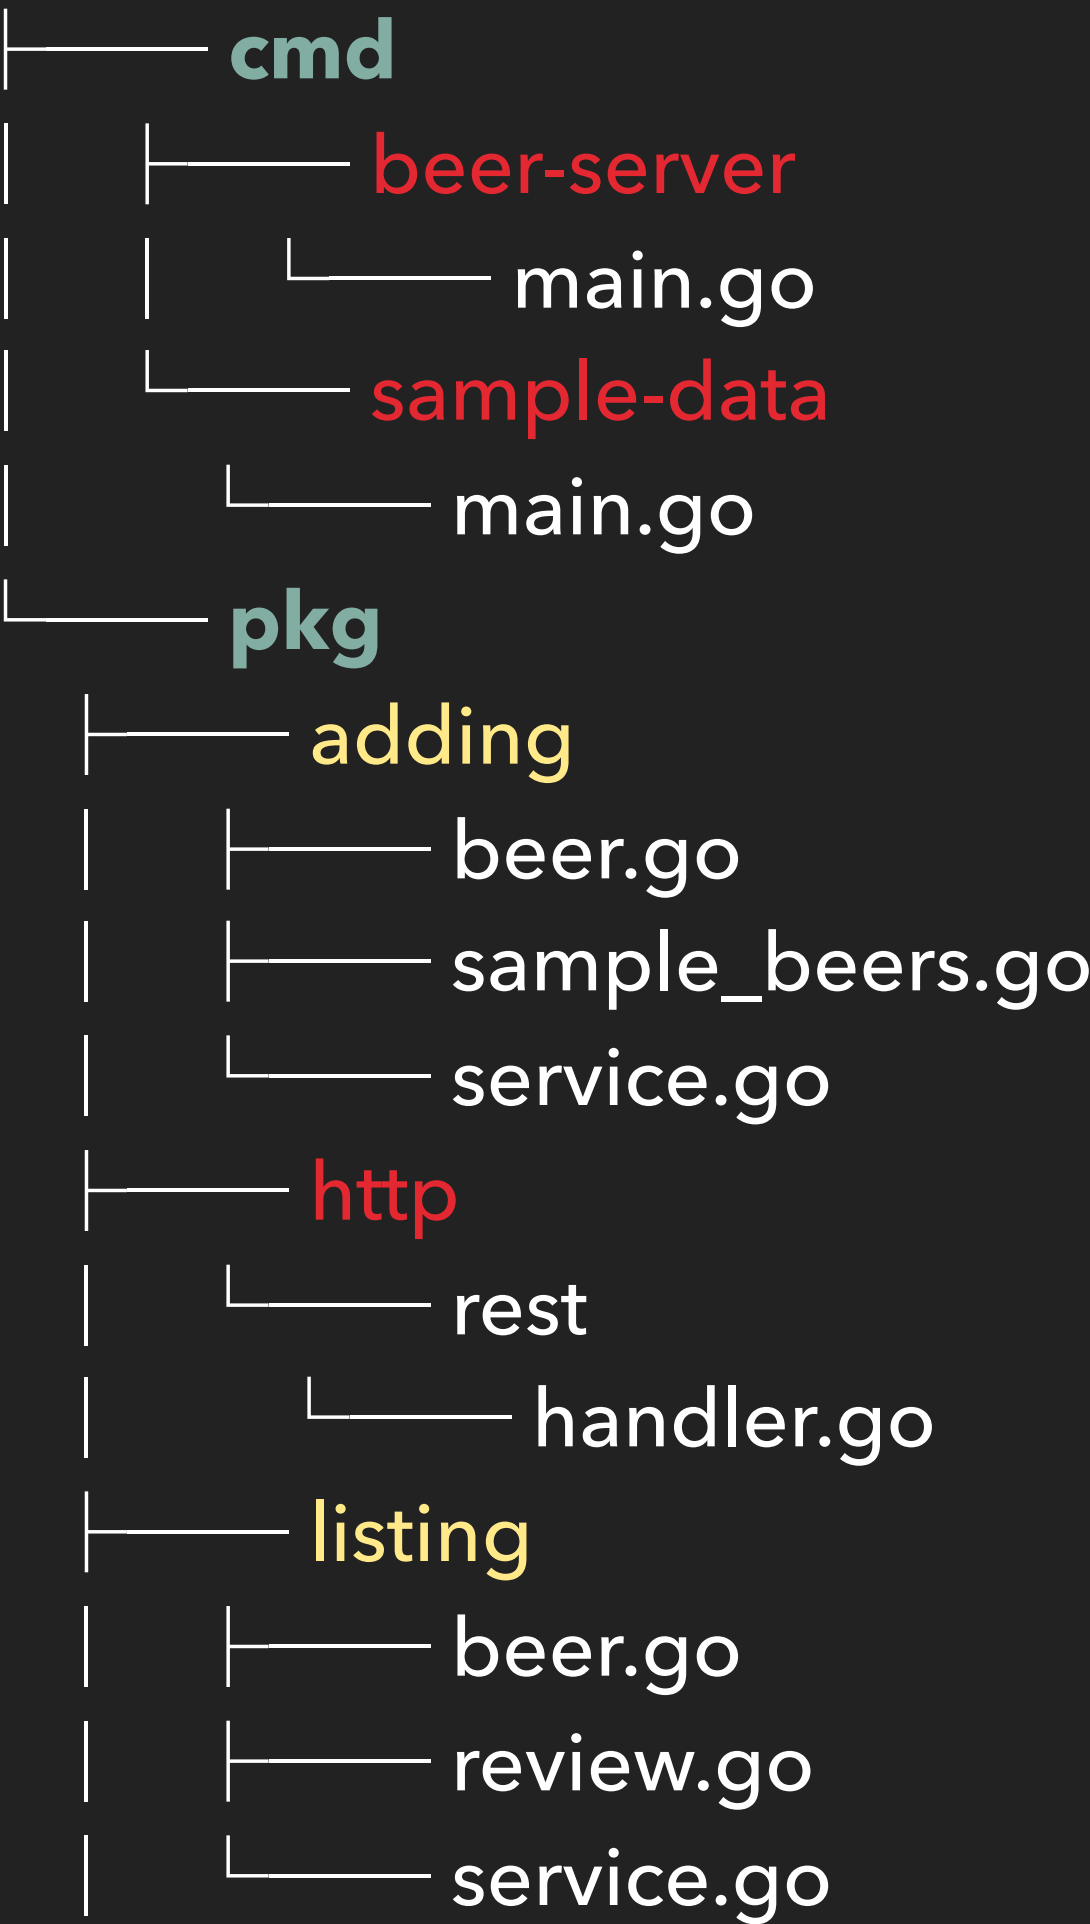 ├── cmd
│   ├── beer-server
│   │   └── main.go
│   └── sample-data
│       └── main.go
└── pkg
    ├── adding
    │   ├── beer.go
    │   ├── sample_beers.go
    │   └── service.go
    ├── http
    │   └── rest
    │       └── handler.go
    ├── listing
    │   ├── beer.go
    │   ├── review.go
    │   └── service.go